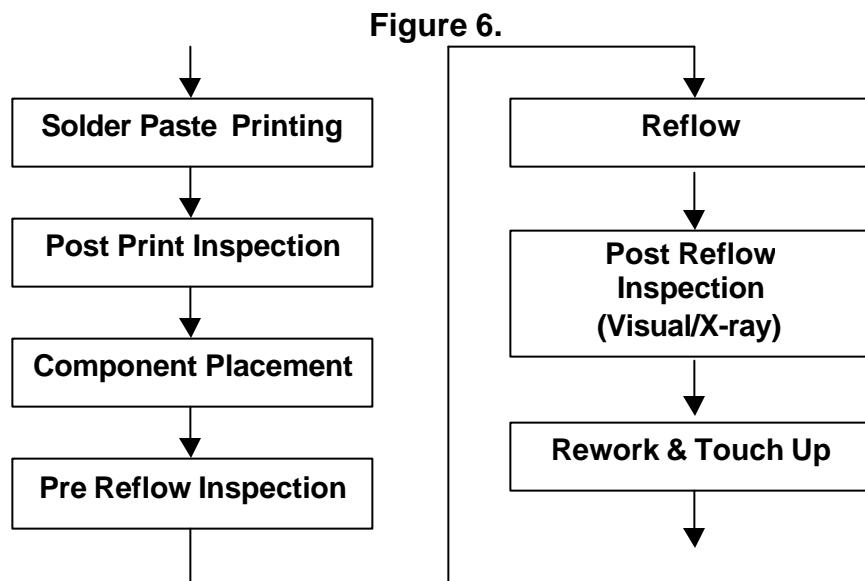 Figure 6.
Solder Paste Printing
Post Print Inspection
Component Placement
Pre Reflow Inspection
Reflow
Post Reflow
Inspection
(Visual/X-ray)
Rework & Touch Up